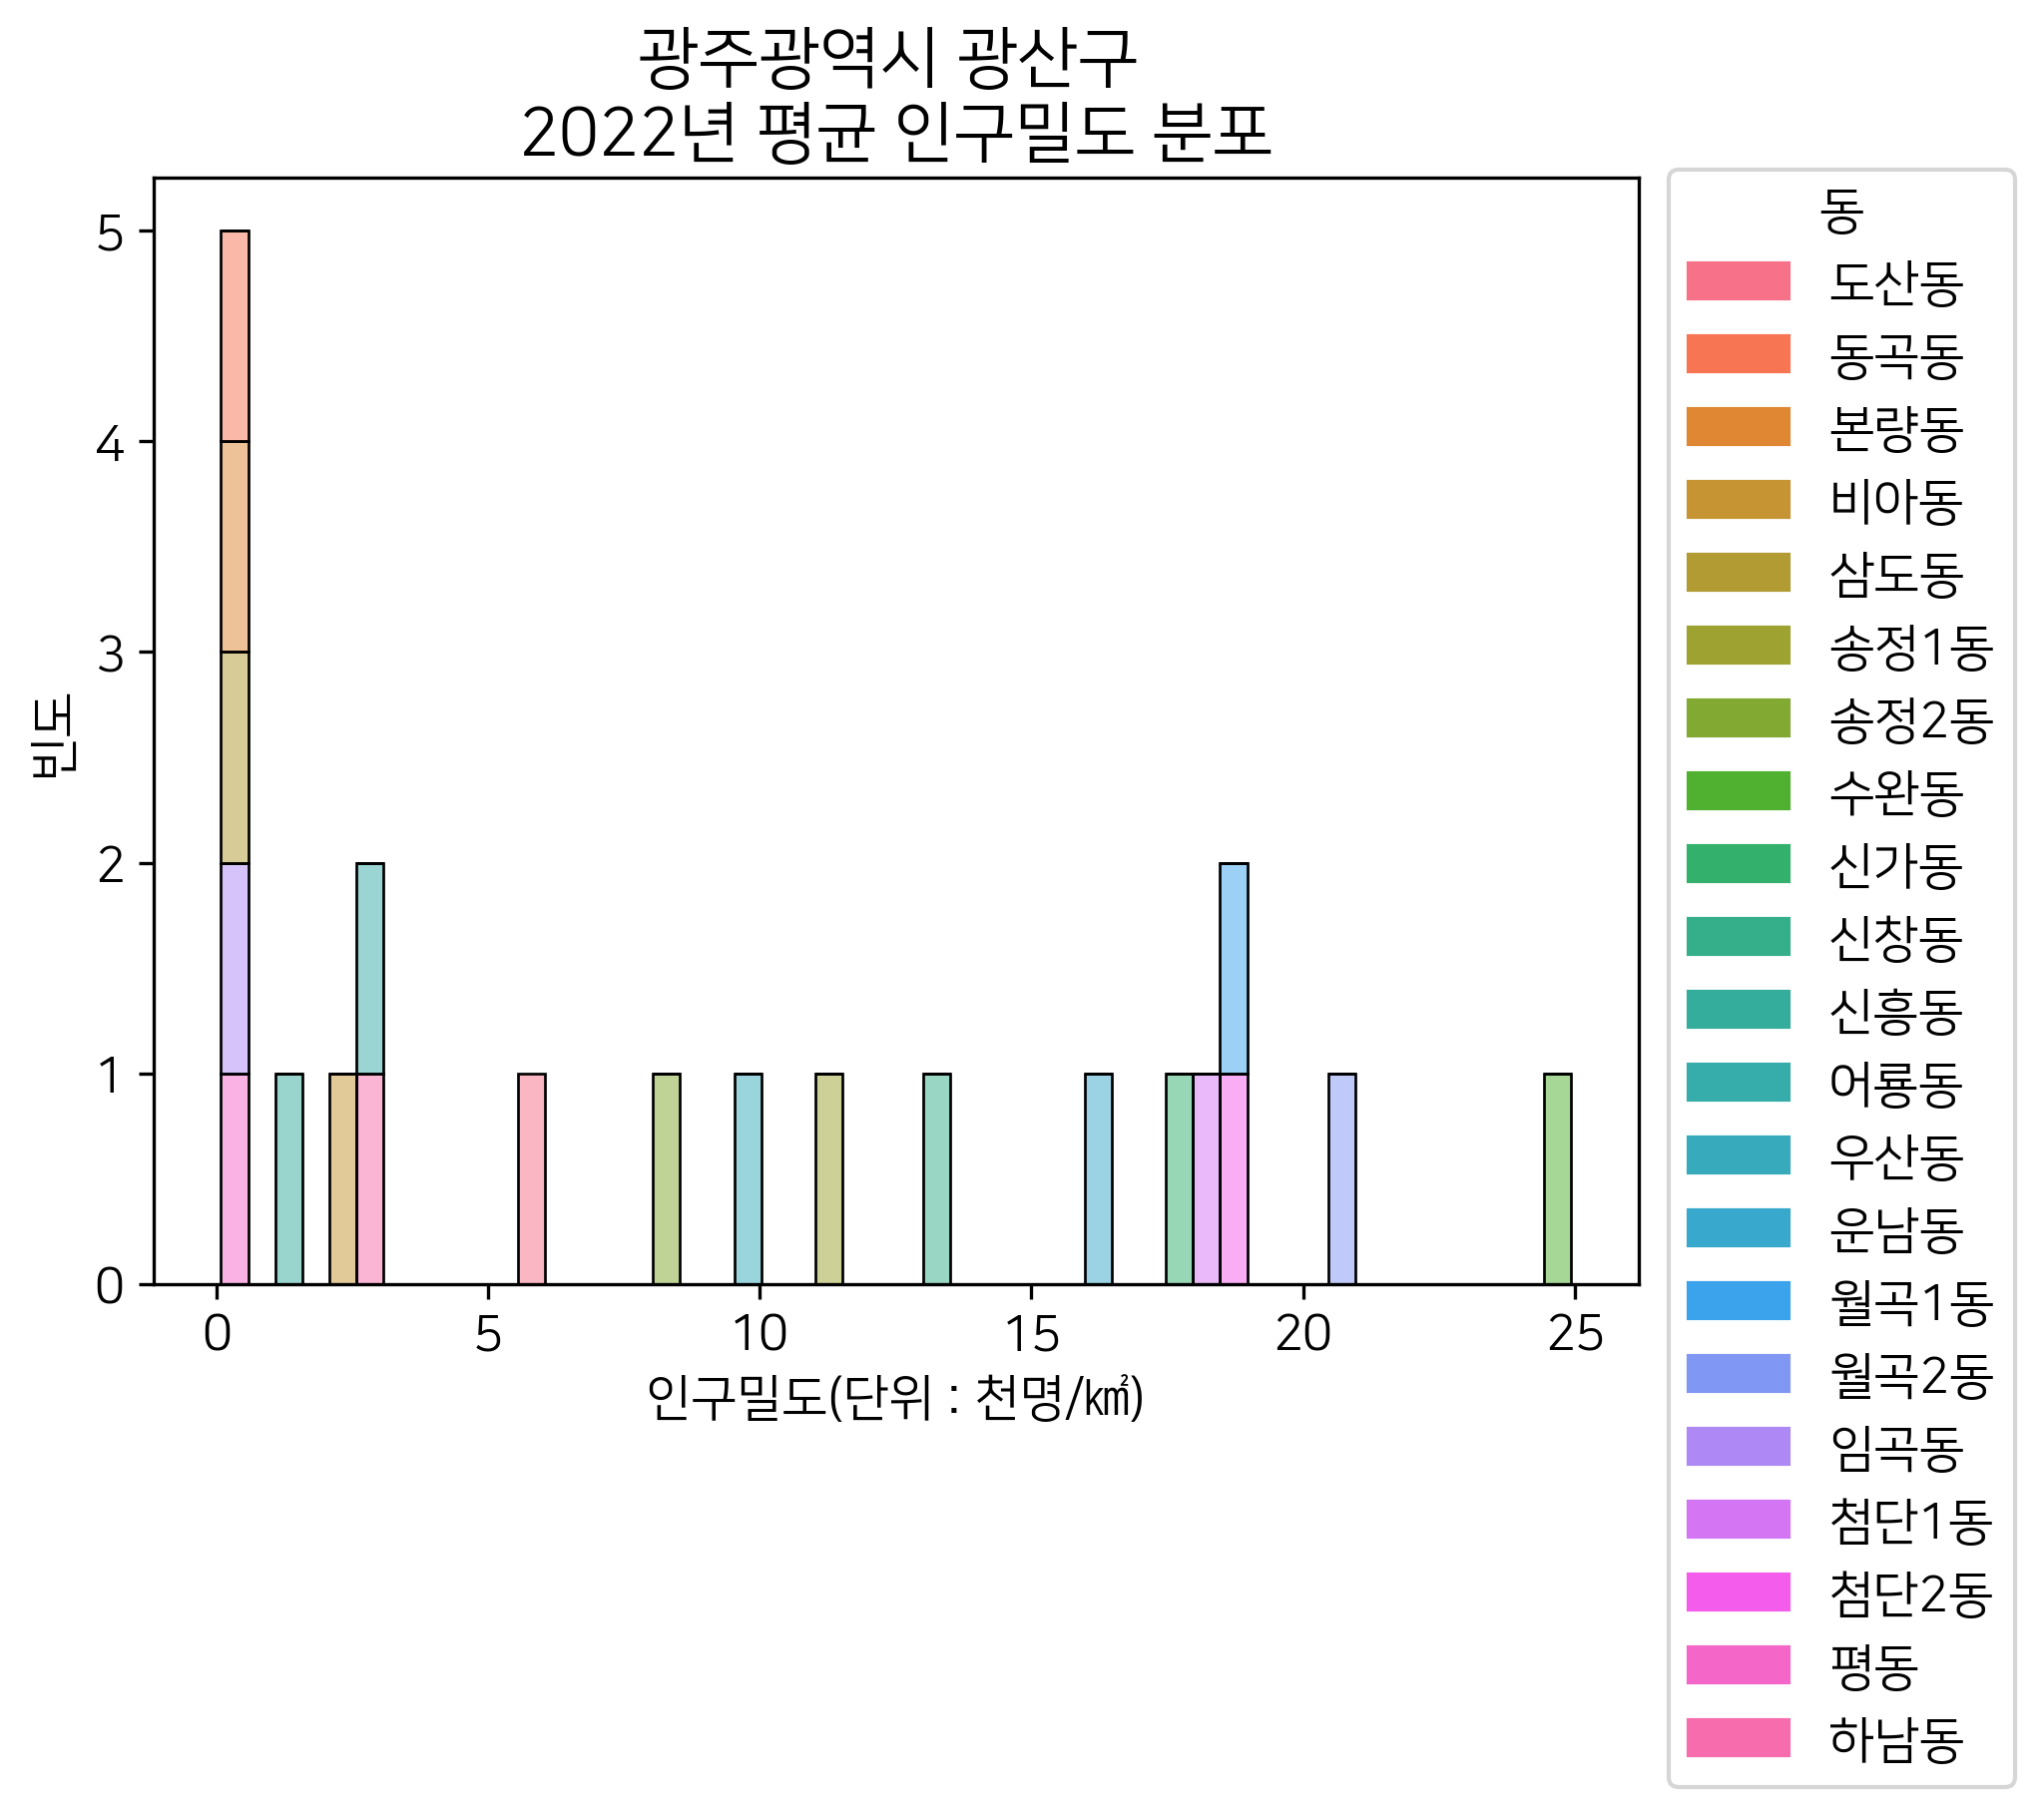 광주광역시 광산구
2022년 평균 인구밀도 분포
5
4
3
2
1
0
빈도
0 5 10 15 20 25
인구밀도(단위 : 천명/㎢)
동
도산동
동곡동
본량동
비아동
삼도동
송정1동
송정2동
수완동
신가동
신창동
신흥동
어룡동
우산동
운남동
월곡1동
월곡2동
임곡동
첨단1동
첨단2동
평동
하남동